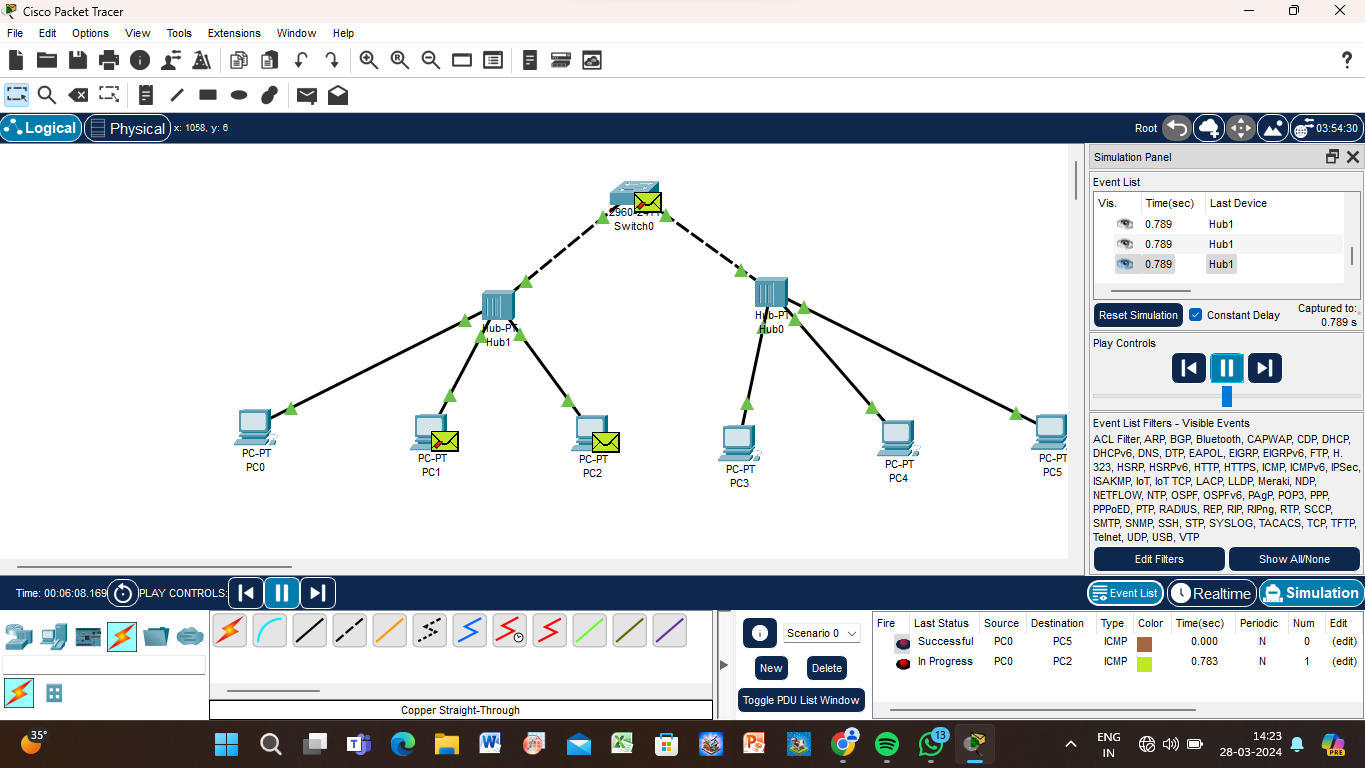 Cisco Packet Tracer
File Edit Options View Tools Extensions Window Help
Logical Physical x: 1058, y: 6 Root 03:54:30
Simulation Panel
Event List
Vis. Time(sec) Last Device
0.789 Hub1
0.789 Hub1
0.789 Hub1
Reset Simulation Constant Delay Captured to:
0.789 s
Play Controls
Event List Filters - Visible Events
ACL Filter, ARP, BGP, Bluetooth, CAPWAP, CDP, DHCP,
DHCPv6, DNS, DTP, EAPOL, EIGRP, EIGRPv6, FTP, H.
323, HSRP, HSRPv6, HTTP, HTTPS, ICMP, ICMPv6, IPSec,
ISAKMP, IoT, IoT TCP, LACP, LLDP, Meraki, NDP,
NETFLOW, NTP, OSPF, OSPFv6, PAgP, POP3, PPP,
PPPoED, PTP, RADIUS, REP, RIP, RIPng, RTP, SCCP,
SMTP, SNMP, SSH, STP, SYSLOG, TACACS, TCP, TFTP,
Telnet, UDP, USB, VTP
Edit Filters Show All/None
Switch0
Hub-PT
Hub1
Hub-PT
Hub0
PC-PT
PC0
PC-PT
PC1
PC-PT
PC2
PC-PT
PC3
PC-PT
PC4
PC-PT
PC5
Time: 00:06:08.169 PLAY CONTROLS: Event List Realtime Simulation
Copper Straight-Through
Scenario 0
New Delete
Toggle PDU List Window
Fire Last Status Source Destination Type Color Time(sec) Periodic Num Edit
Successful PC0 PC5 ICMP 0.000 N 0 (edit)
In Progress PC0 PC2 ICMP 0.783 N 1 (edit)
35°
13
ENG
IN
14:23
28-03-2024
PRE